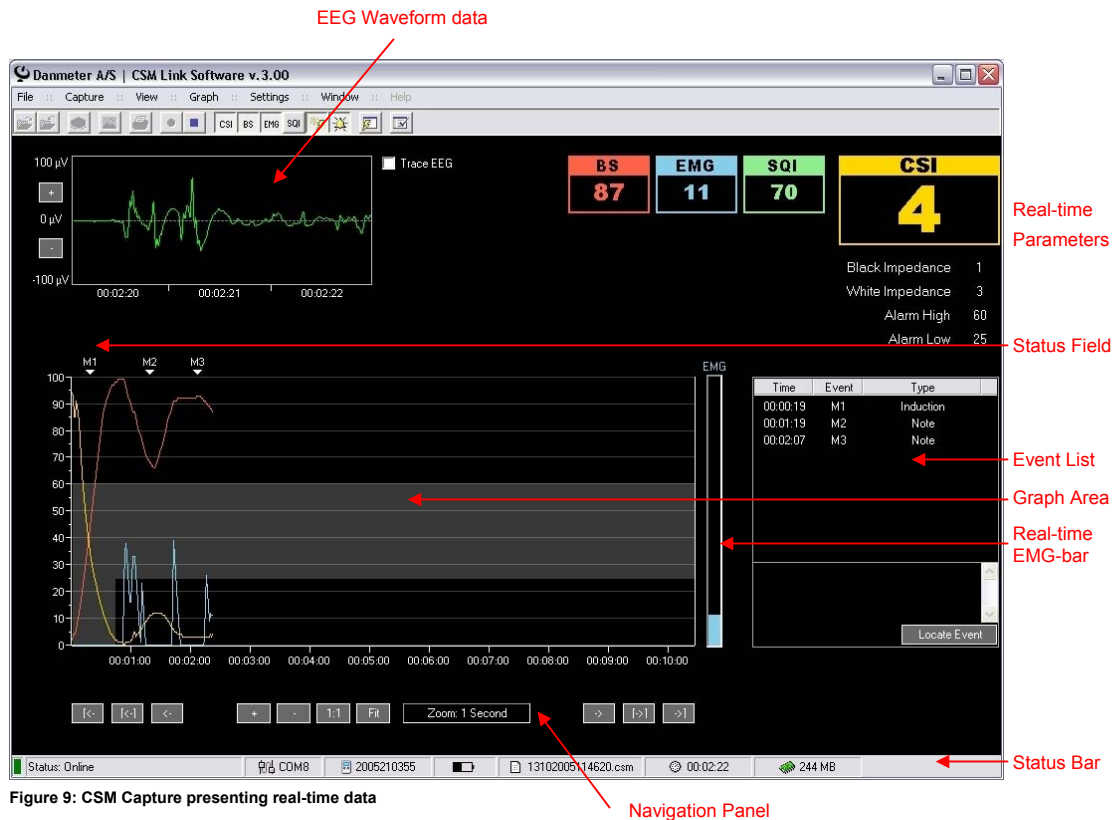 EEG Waveform data
Danmeter A/S | CSM Link Software v.3.00
File :: Capture :: View :: Graph :: Settings :: Window :: Help
CSI BS EMG SQI
100 µV
+
0 µV
-
-100 µV
00:02:20 00:02:21 00:02:22
Trace EEG
BS EMG SQI CSI
87 11 70 4
Real-time
Parameters
Black Impedance 1
White Impedance 3
Alarm High 60
Alarm Low 25
Status Field
M1 M2 M3
EMG
100
90
80
70
60
50
40
30
20
10
0
00:01:00 00:02:00 00:03:00 00:04:00 00:05:00 00:06:00 00:07:00 00:08:00 00:09:00 00:10:00
Time Event Type
00:00:19 M1 Induction
00:01:19 M2 Note
00:02:07 M3 Note
Event List
Graph Area
Real-time
EMG-bar
Locate Event
[<- [<-] <- + - 1:1 Fit Zoom: 1 Second -> [->] ->]
Status: Online COM8 2005210355 13102005114620.csm 00:02:22 244 MB
Status Bar
Figure 9: CSM Capture presenting real-time data
Navigation Panel